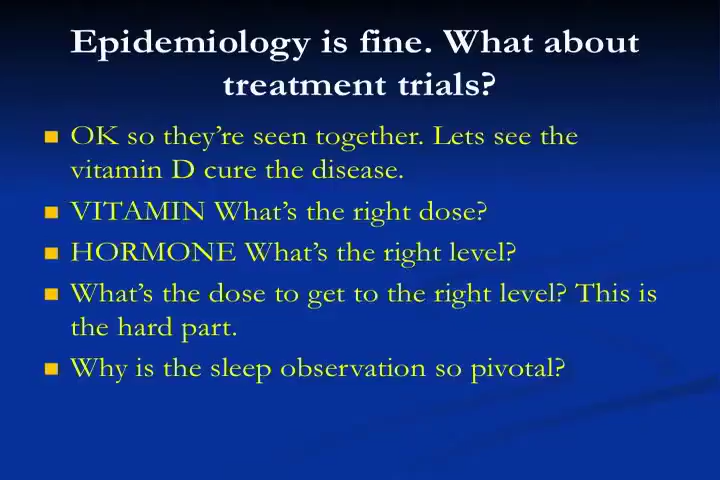 Epidemiology is fine. What about
treatment trials?
OK so they’re seen together. Lets see the
vitamin D cure the disease.
VITAMIN What’s the right dose?
HORMONE What’s the right level?
What’s the dose to get to the right level? This is
the hard part.
Why is the sleep observation so pivotal?